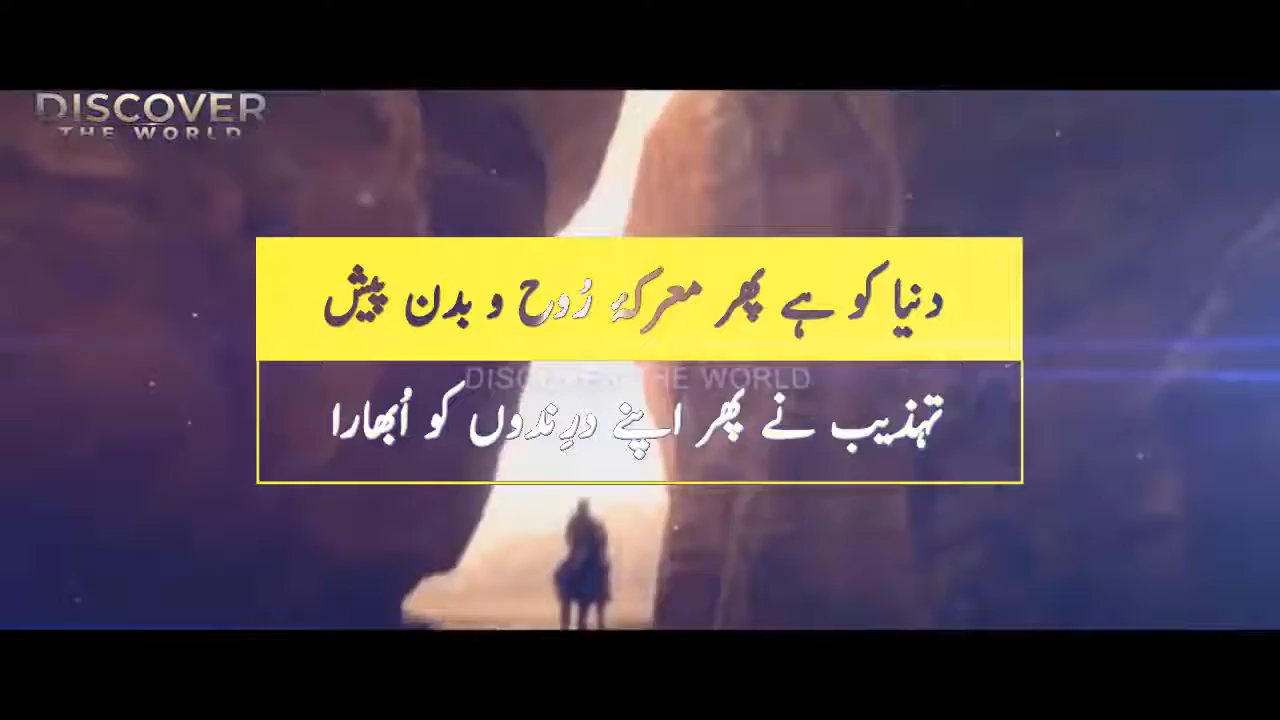 DISCOVER
THE WORLD
دنیا کو ہے پھر معرکۂ رُوح و بدن پیش
DISCOVER THE WORLD
تہذیب نے پھر اپنے درِندوں کو اُبھارا